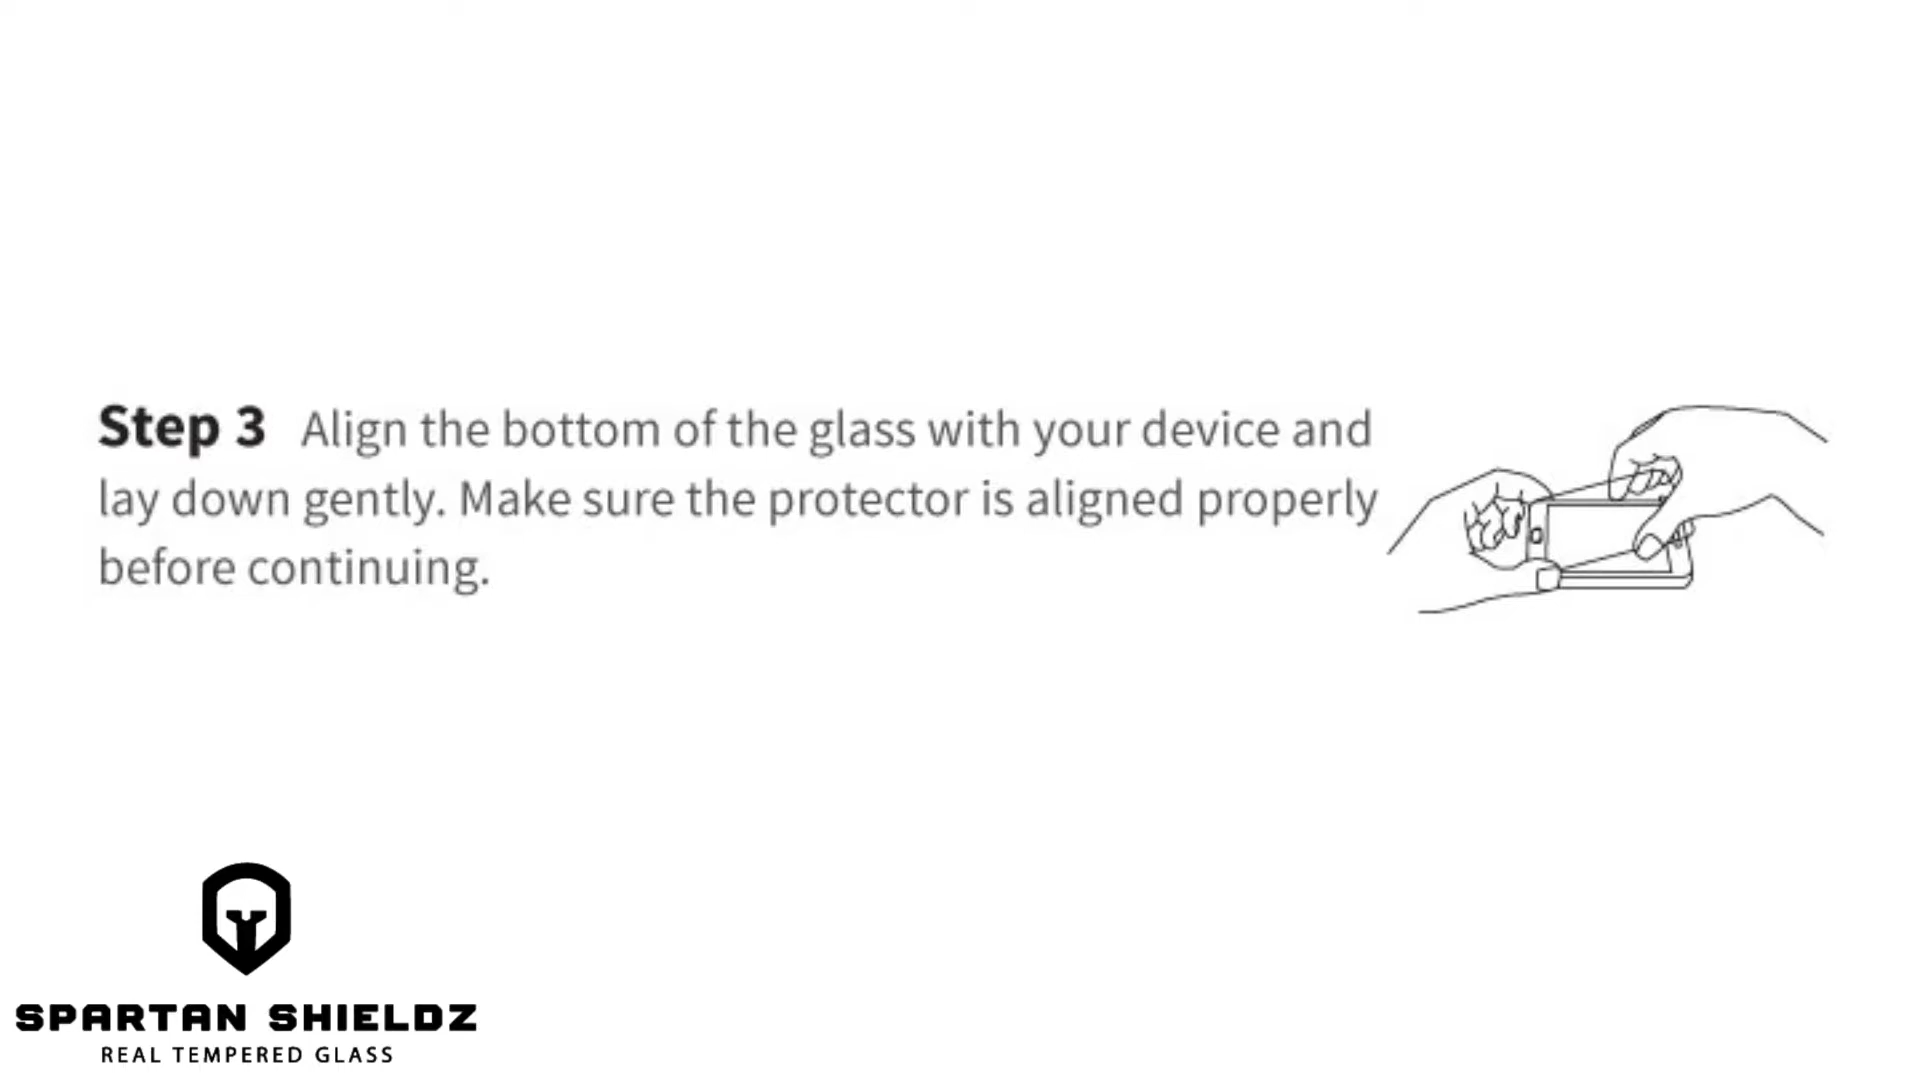 Step 3 Align the bottom of the glass with your device and
lay down gently. Make sure the protector is aligned properly
before continuing.
SPARTAN SHIELDZ
REAL TEMPERED GLASS